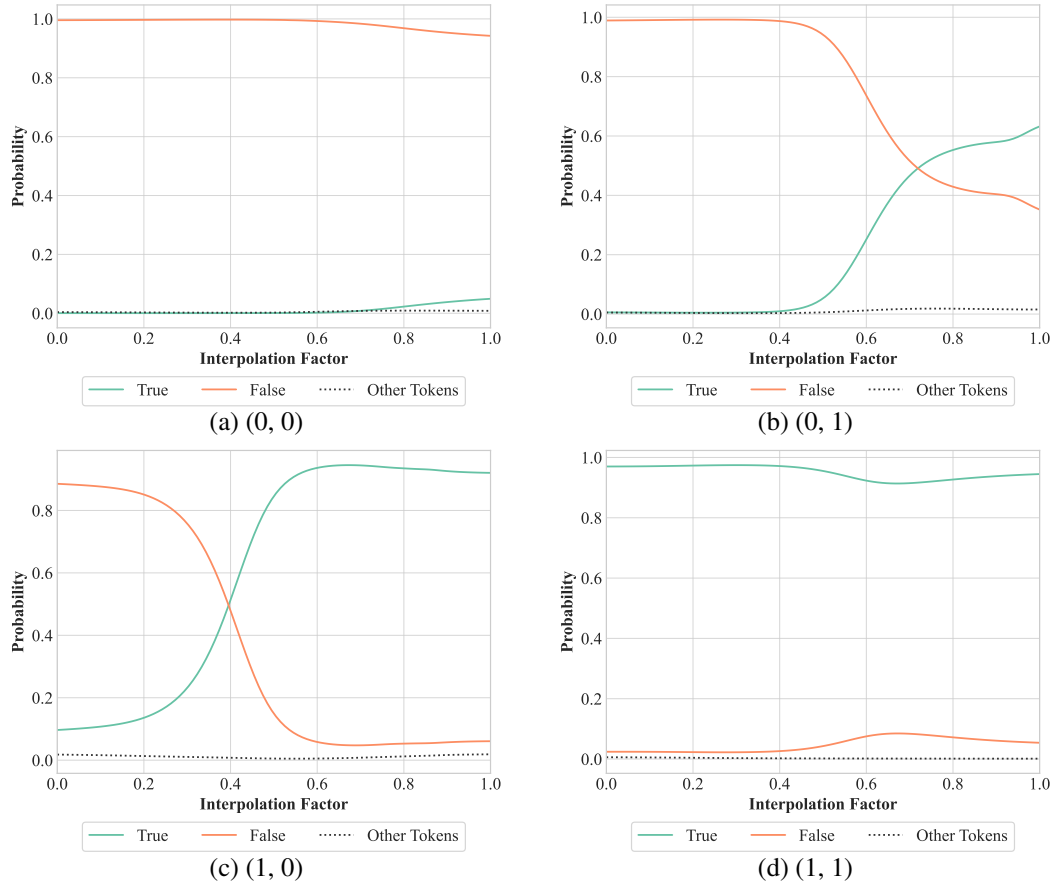 1.0
0.8
0.6
0.4
0.2
0.0
Probability
0.0 0.2 0.4 0.6 0.8 1.0
Interpolation Factor
True False Other Tokens
(a) (0, 0)
1.0
0.8
0.6
0.4
0.2
0.0
Probability
0.0 0.2 0.4 0.6 0.8 1.0
Interpolation Factor
True False Other Tokens
(b) (0, 1)
0.8
0.6
0.4
0.2
0.0
Probability
0.0 0.2 0.4 0.6 0.8 1.0
Interpolation Factor
True False Other Tokens
(c) (1, 0)
1.0
0.8
0.6
0.4
0.2
0.0
Probability
0.0 0.2 0.4 0.6 0.8 1.0
Interpolation Factor
True False Other Tokens
(d) (1, 1)